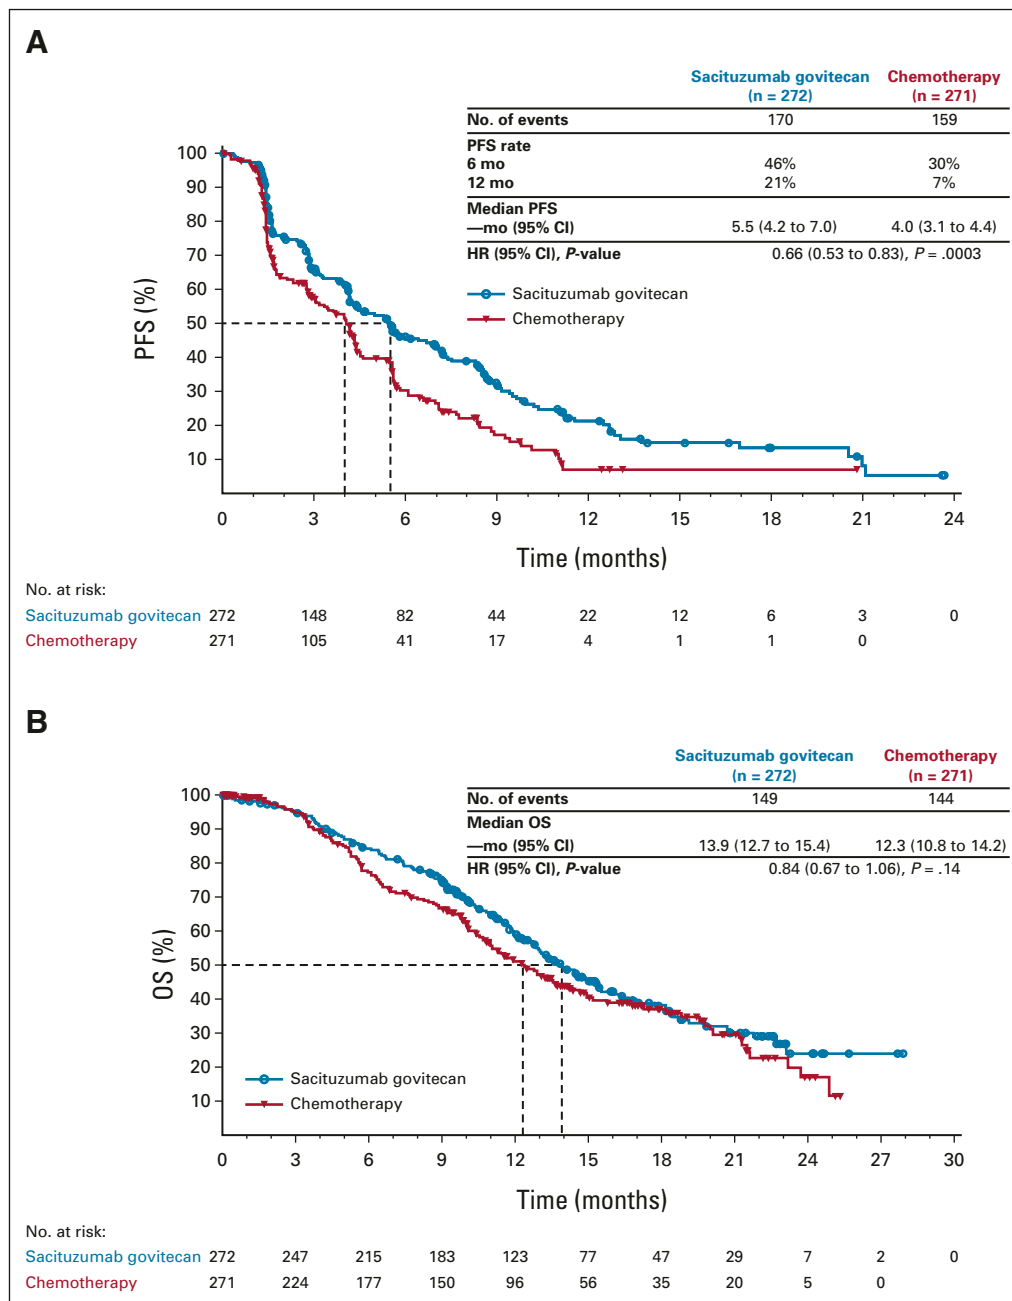 A
Sacituzumab govitecan Chemotherapy
(n = 272) (n = 271)
No. of events 170 159
PFS rate
6 mo 46% 30%
12 mo 21% 7%
Median PFS
—mo (95% CI) 5.5 (4.2 to 7.0) 4.0 (3.1 to 4.4)
HR (95% CI), P-value 0.66 (0.53 to 0.83), P = .0003
Sacituzumab govitecan
Chemotherapy
PFS (%)
100
90
80
70
60
50
40
30
20
10
0 3 6 9 12 15 18 21 24
Time (months)
No. at risk:
Sacituzumab govitecan 272 148 82 44 22 12 6 3 0
Chemotherapy 271 105 41 17 4 1 1 0
B
Sacituzumab govitecan Chemotherapy
(n = 272) (n = 271)
No. of events 149 144
Median OS
—mo (95% CI) 13.9 (12.7 to 15.4) 12.3 (10.8 to 14.2)
HR (95% CI), P-value 0.84 (0.67 to 1.06), P = .14
OS (%)
100
90
80
70
60
50
40
30
20
10
Sacituzumab govitecan
Chemotherapy
0 3 6 9 12 15 18 21 24 27 30
Time (months)
No. at risk:
Sacituzumab govitecan 272 247 215 183 123 77 47 29 7 2 0
Chemotherapy 271 224 177 150 96 56 35 20 5 0